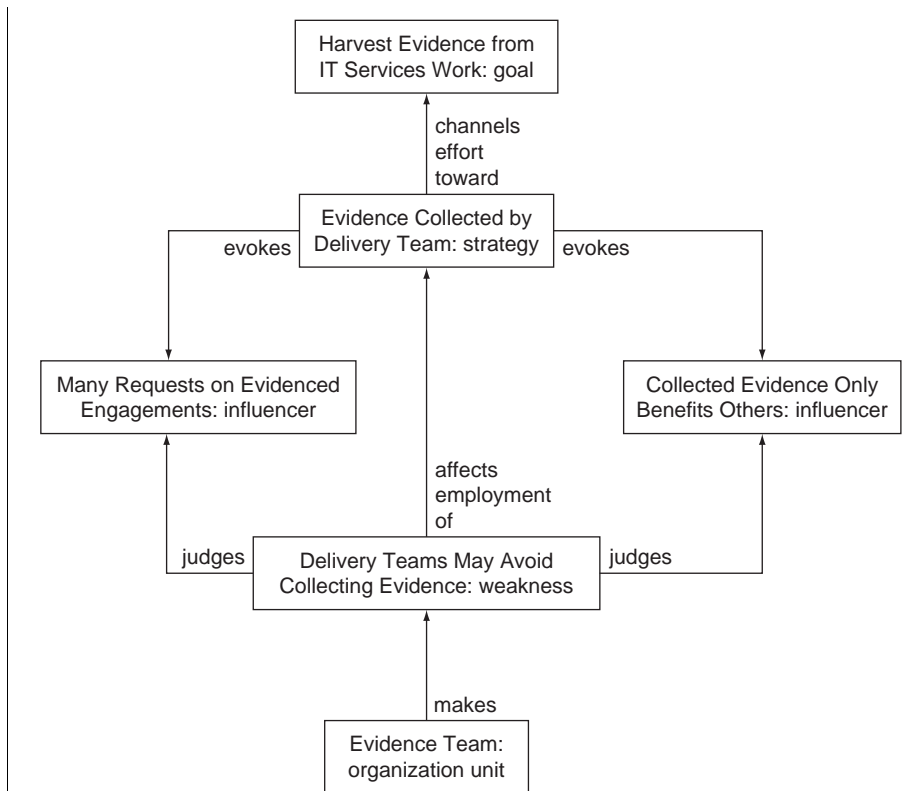 Harvest Evidence from
IT Services Work: goal
channels
effort
toward
Evidence Collected by
Delivery Team: strategy
evokes
evokes
Many Requests on Evidenced
Engagements: influencer
Collected Evidence Only
Benefits Others: influencer
affects
employment
of
judges
Delivery Teams May Avoid
Collecting Evidence: weakness
judges
makes
Evidence Team:
organization unit